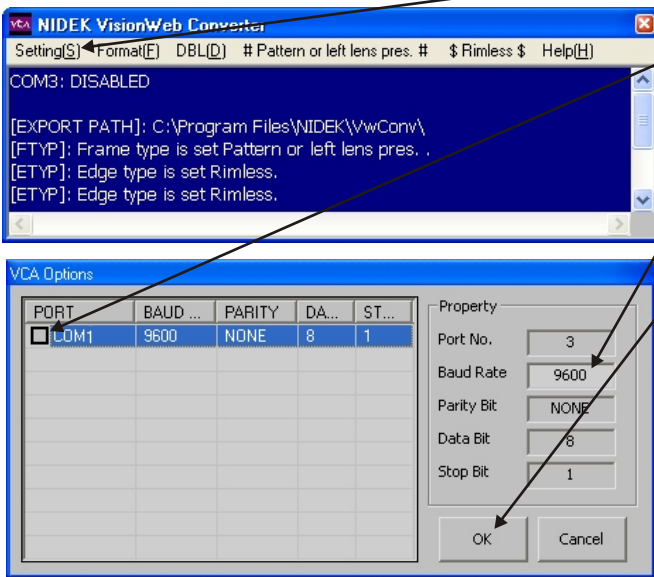 VCA NIDEK VisionWeb Converter
Setting(S) Format(F) DBL(D) # Pattern or left lens pres. # $ Rimless $ Help(H)
COM3: DISABLED
[EXPORT PATH]: C:\Program Files\NIDEK\VwConv\
[FTYP]: Frame type is set Pattern or left lens pres. .
[ETYP]: Edge type is set Rimless.
[ETYP]: Edge type is set Rimless.
VCA Options
PORT BAUD ... PARITY DA... ST...
COM1 9600 NONE 8 1
Property
Port No. 3
Baud Rate 9600
Parity Bit NONE
Data Bit 8
Stop Bit 1
OK Cancel